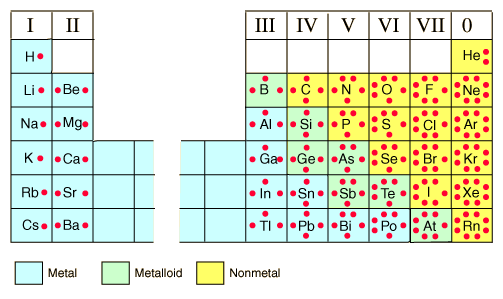 I II III IV V VI VII 0
H He
Li Be B C N O F Ne
Na Mg Al Si P S Cl Ar
K Ca Ga Ge As Se Br Kr
Rb Sr In Sn Sb Te I Xe
Cs Ba Tl Pb Bi Po At Rn
Metal Metalloid Nonmetal